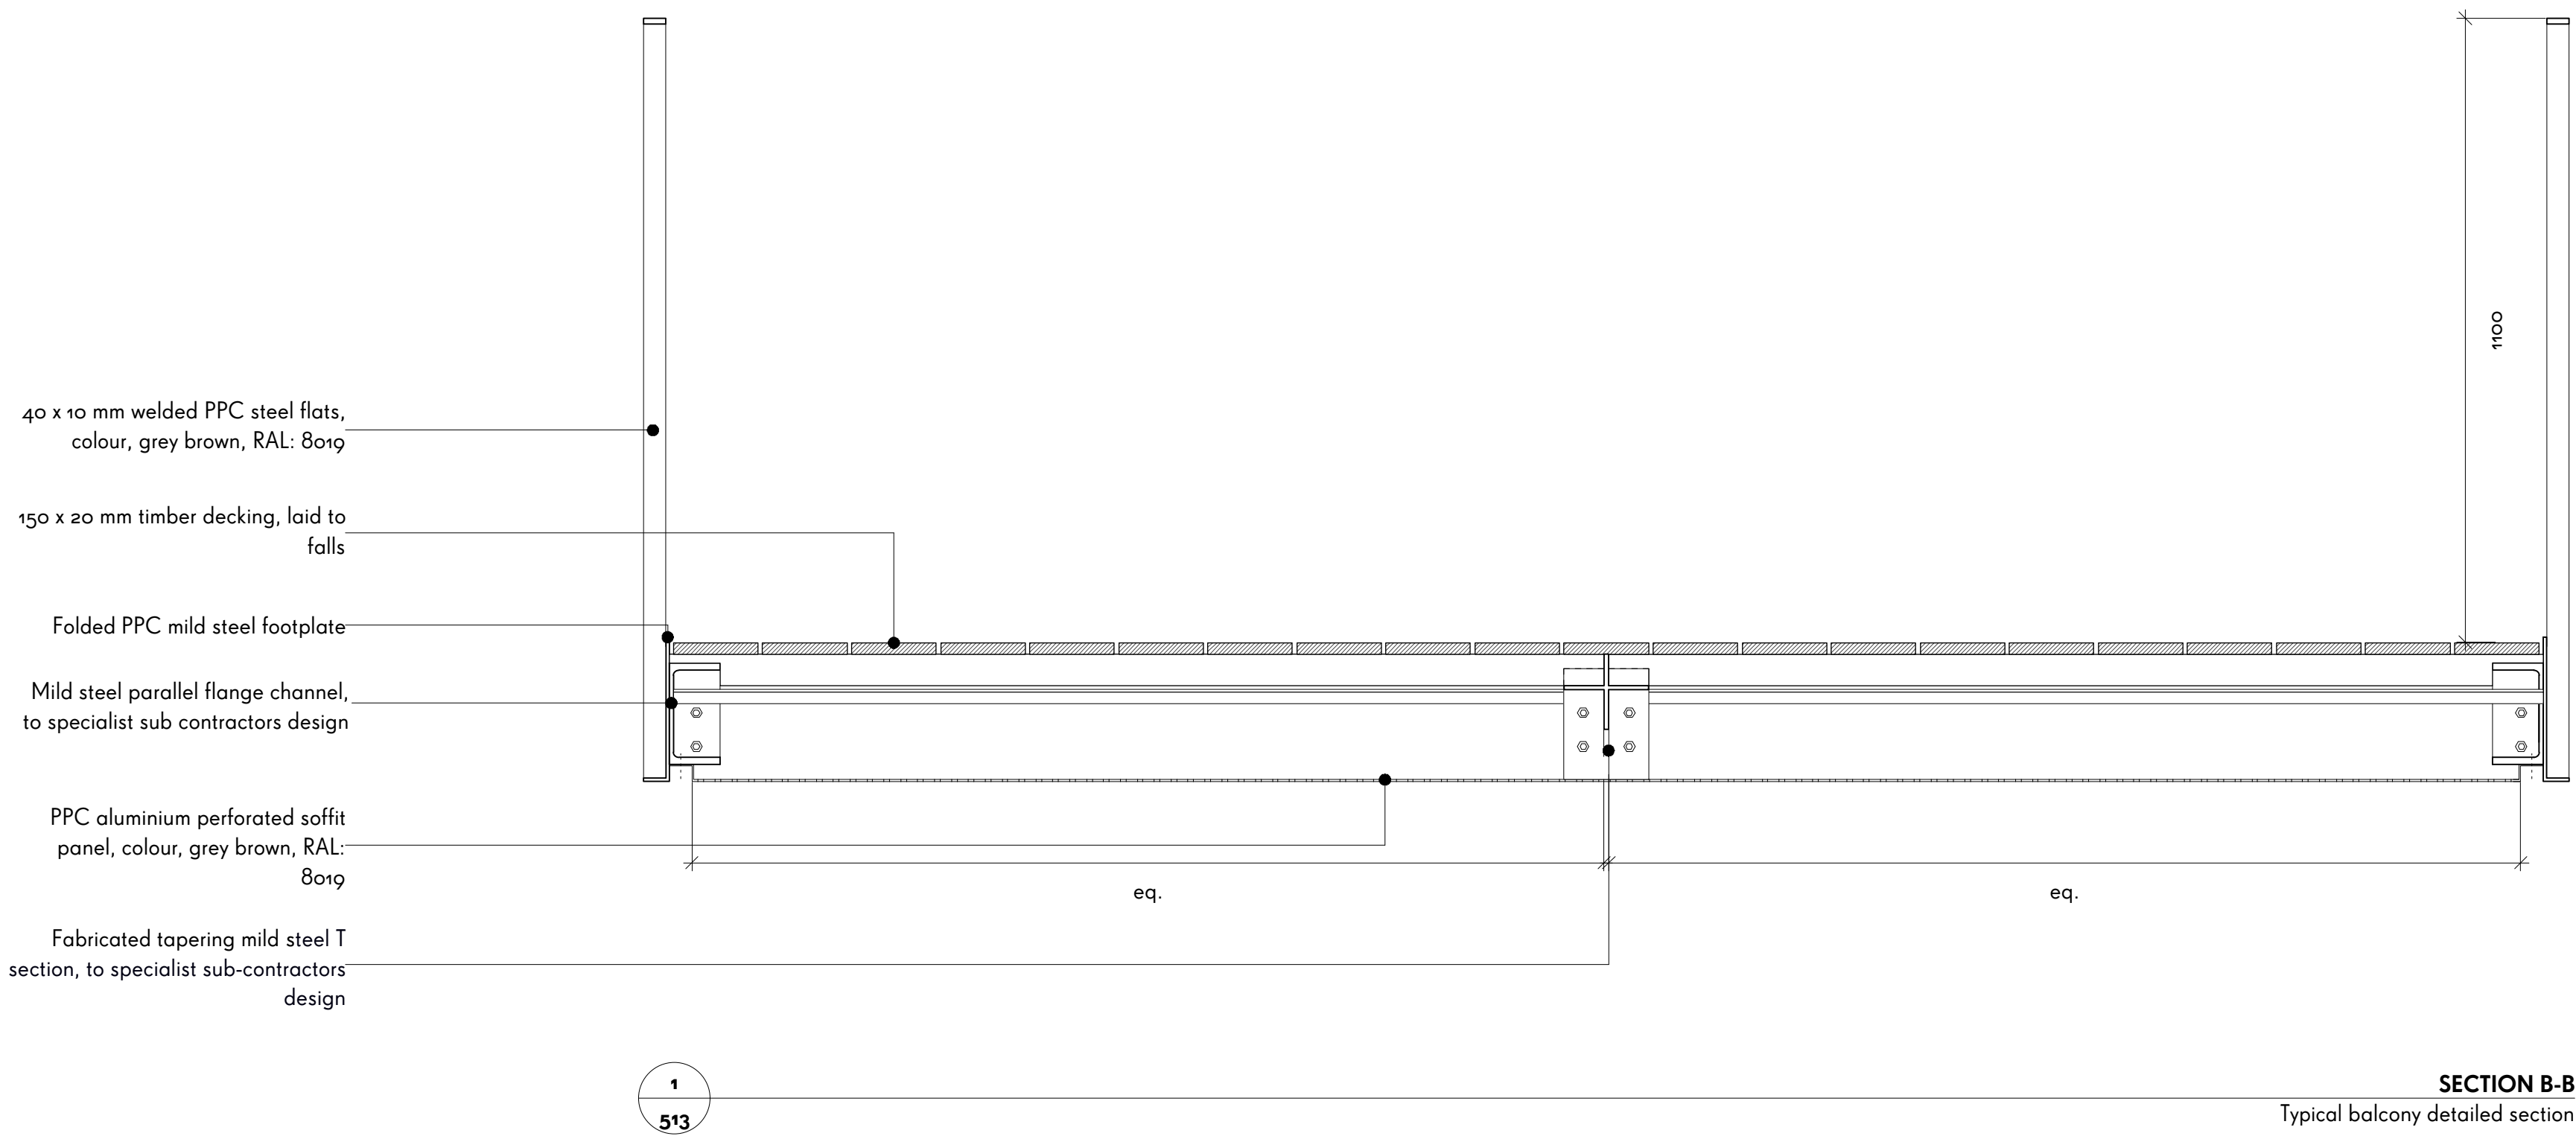 1100
40 x 10 mm welded PPC steel flats,
colour, grey brown, RAL: 8019
150 x 20 mm timber decking, laid to
falls
Folded PPC mild steel footplate
Mild steel parallel flange channel,
to specialist sub contractors design
PPC aluminium perforated soffit
panel, colour, grey brown, RAL:
8019
eq.
eq.
Fabricated tapering mild steel T
section, to specialist sub-contractors
design
1
513
SECTION B-B
Typical balcony detailed section